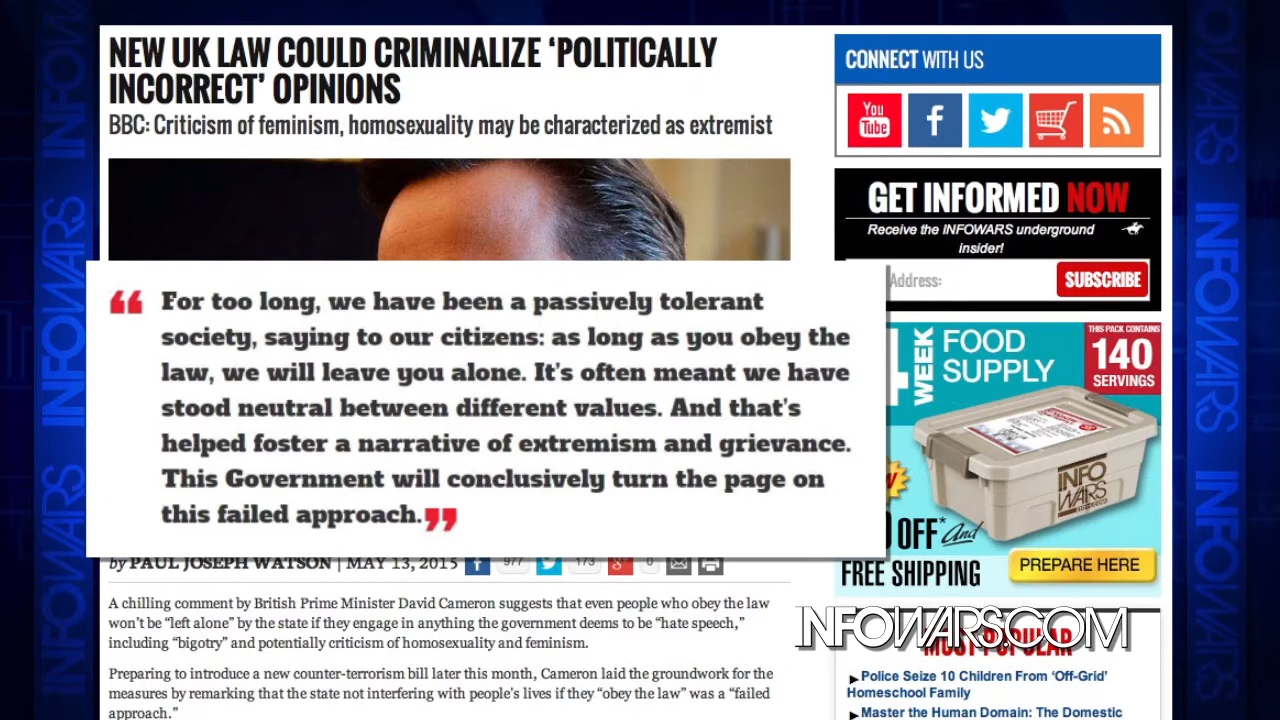 NEW UK LAW COULD CRIMINALIZE ‘POLITICALLY
INCORRECT’ OPINIONS
BBC: Criticism of feminism, homosexuality may be characterized as extremist
“ For too long, we have been a passively tolerant
society, saying to our citizens: as long as you obey the
law, we will leave you alone. It's often meant we have
stood neutral between different values. And that's
helped foster a narrative of extremism and grievance.
This Government will conclusively turn the page on
this failed approach.”
by PAUL JOSEPH WATSON | MAY 13, 2015 977 173 0
A chilling comment by British Prime Minister David Cameron suggests that even people who obey the law
won't be “left alone” by the state if they engage in anything the government deems to be “hate speech,”
including “bigotry” and potentially criticism of homosexuality and feminism.
Preparing to introduce a new counter-terrorism bill later this month, Cameron laid the groundwork for the
measures by remarking that the state not interfering with people's lives if they “obey the law” was a “failed
approach.”
CONNECT WITH US
You
Tube
GET INFORMED NOW
Receive the INFOWARS underground
insider!
Address:
SUBSCRIBE
WEEK
FOOD
SUPPLY
THIS PACK CONTAINS
140
SERVINGS
INFO
WARS
OFF* And
FREE SHIPPING
PREPARE HERE
INFOWARS.COM
MOST POPULAR
Police Seize 10 Children From ‘Off-Grid’
Homeschool Family
Master the Human Domain: The Domestic
INFOWARS
INFOWARS
INFOWARS
INFOWARS